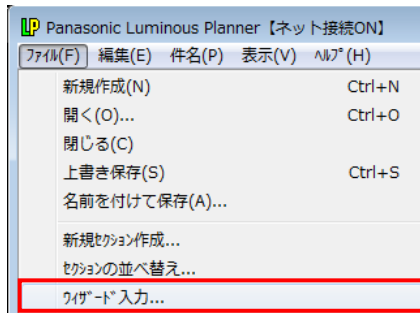 LP Panasonic Luminous Planner【ネット接続ON】
ﾌｧｲﾙ(F) 編集(E) 件名(P) 表示(V) ﾍﾙﾌﾟ(H)
新規作成(N) Ctrl+N
開く(O)... Ctrl+O
閉じる(C)
上書き保存(S) Ctrl+S
名前を付けて保存(A)...
新規ｾｸｼｮﾝ作成...
ｾｸｼｮﾝの並べ替え...
ｳｨｻﾞｰﾄﾞ入力...